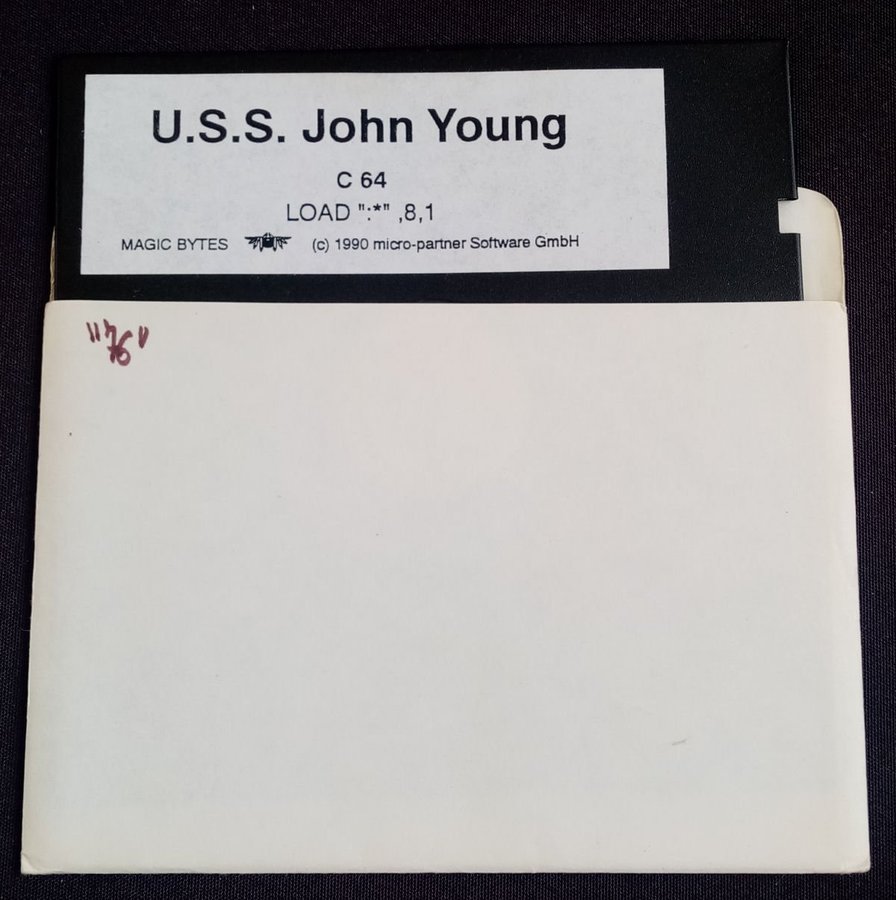 U.S.S. John Young
C 64
LOAD ":*" ,8,1
MAGIC BYTES (c) 1990 micro-partner Software GmbH
"76"